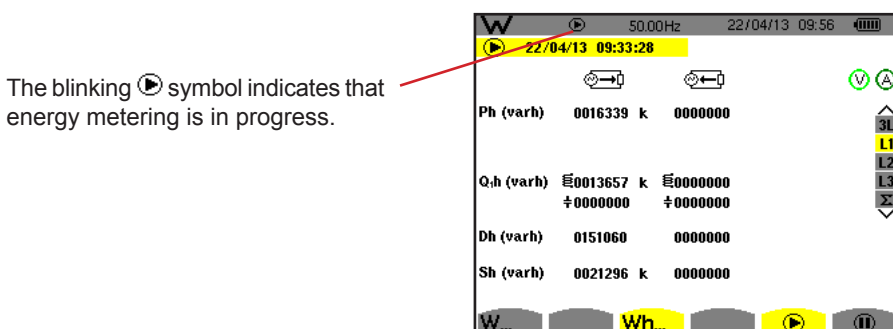 W 50.00Hz 22/04/13 09:56
22/04/13 09:33:28
The blinking symbol indicates that
energy metering is in progress.
V A
Ph (varh) 0016339 k 0000000
3L
L1
L2
L3
Σ
Q₁h (varh) 0013657 k 0000000
0000000 0000000
Dh (varh) 0151060 0000000
Sh (varh) 0021296 k 0000000
W... Wh...